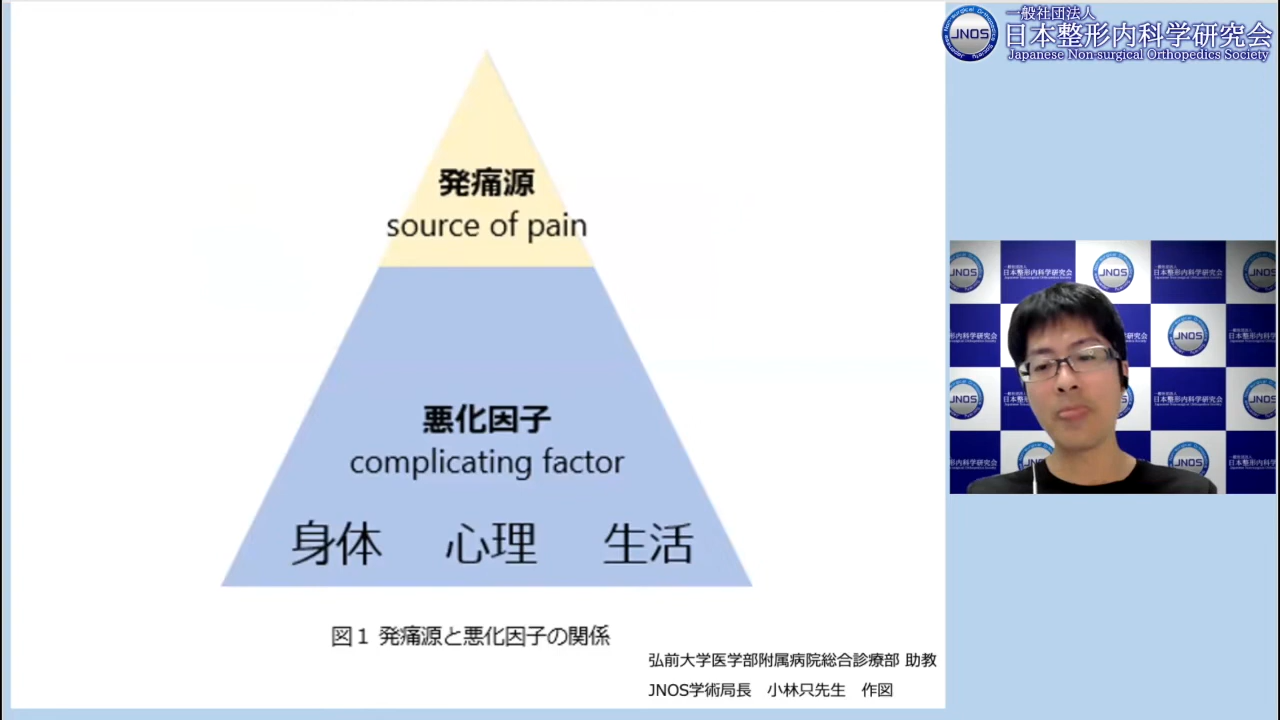 発痛源
source of pain
悪化因子
complicating factor
身体 心理 生活
図1 発痛源と悪化因子の関係
弘前大学医学部附属病院総合診療部 助教
JNOS学術局長 小林只先生 作図
JNOS
一般社団法人
日本整形内科学研究会
Japanese Non-surgical Orthopedics Society